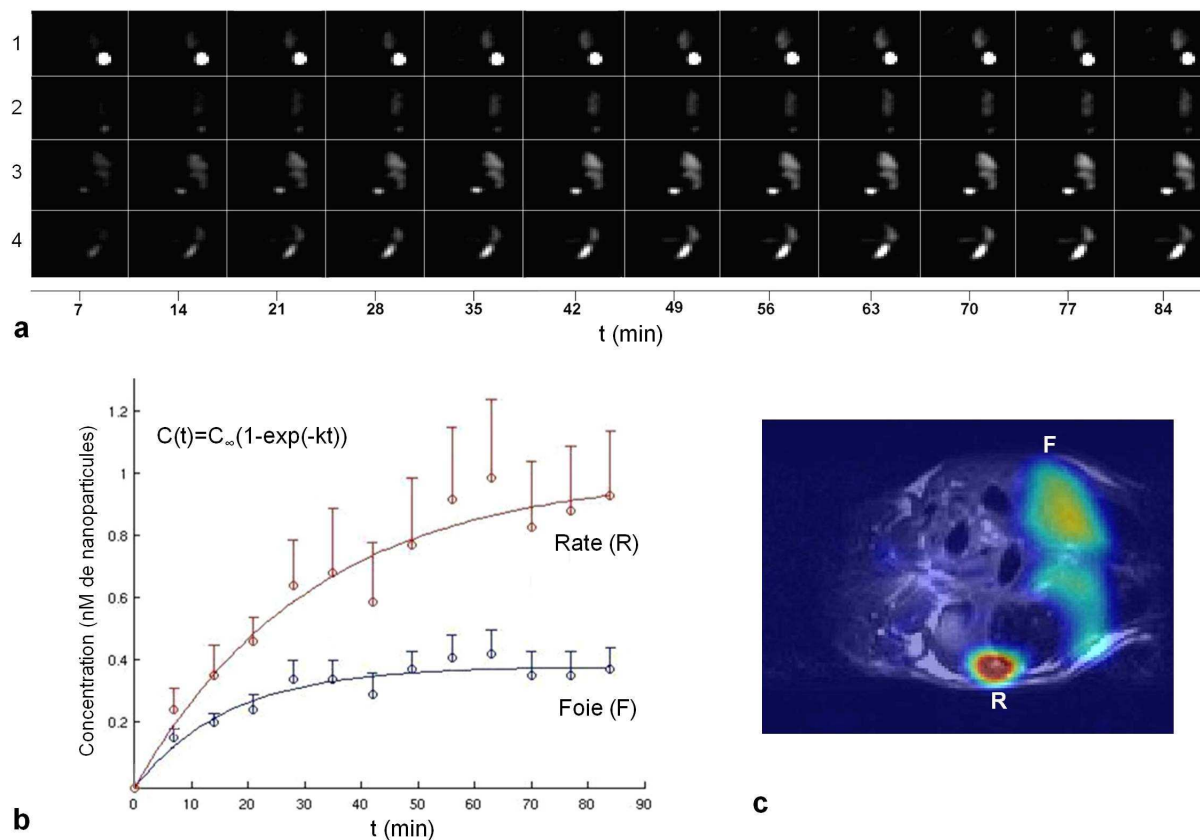 1
2
3
4
7 14 21 28 35 42 49 56 63 70 77 84
t (min)
a
C(t)=C∞(1-exp(-kt))
Concentration (nM de nanoparticules)
1.2
1
0.8
0.6
0.4
0.2
Rate (R)
Foie (F)
0 10 20 30 40 50 60 70 80 90
t (min)
b
F
R
c